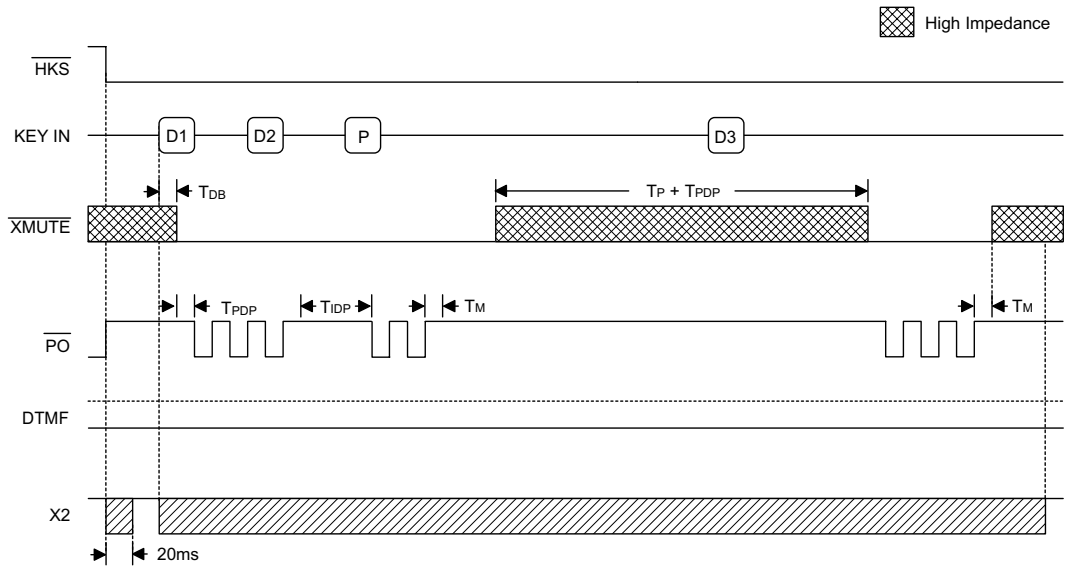 High Impedance
HKS
KEY IN
D1
D2
P
D3
TDB
TP + TPDP
XMUTE
TPDP
TIDP
TM
TM
PO
DTMF
X2
20ms